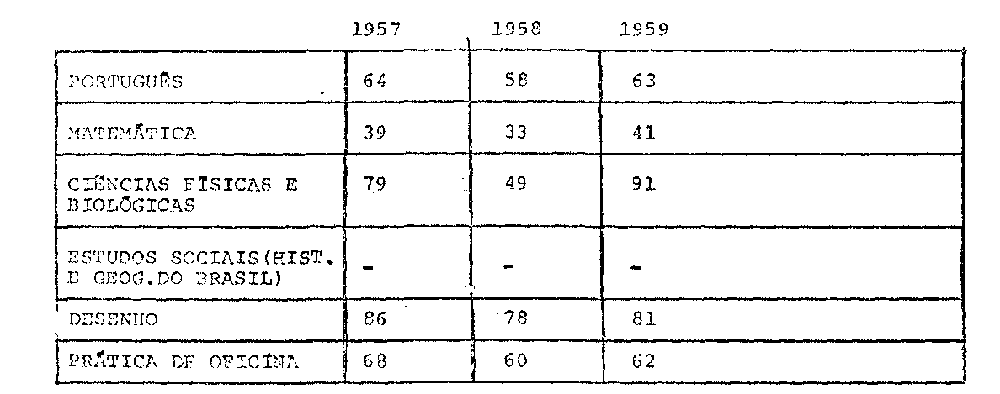 1957 1958 1959
PORTUGUÊS 64 58 63
MATEMÁTICA 39 33 41
CIÊNCIAS FÍSICAS E 79 49 91
BIOLÓGICAS
ESTUDOS SOCIAIS(HIST. - - -
E GEOG.DO BRASIL)
DESENHO 86 78 81
PRÁTICA DE OFICINA 68 60 62